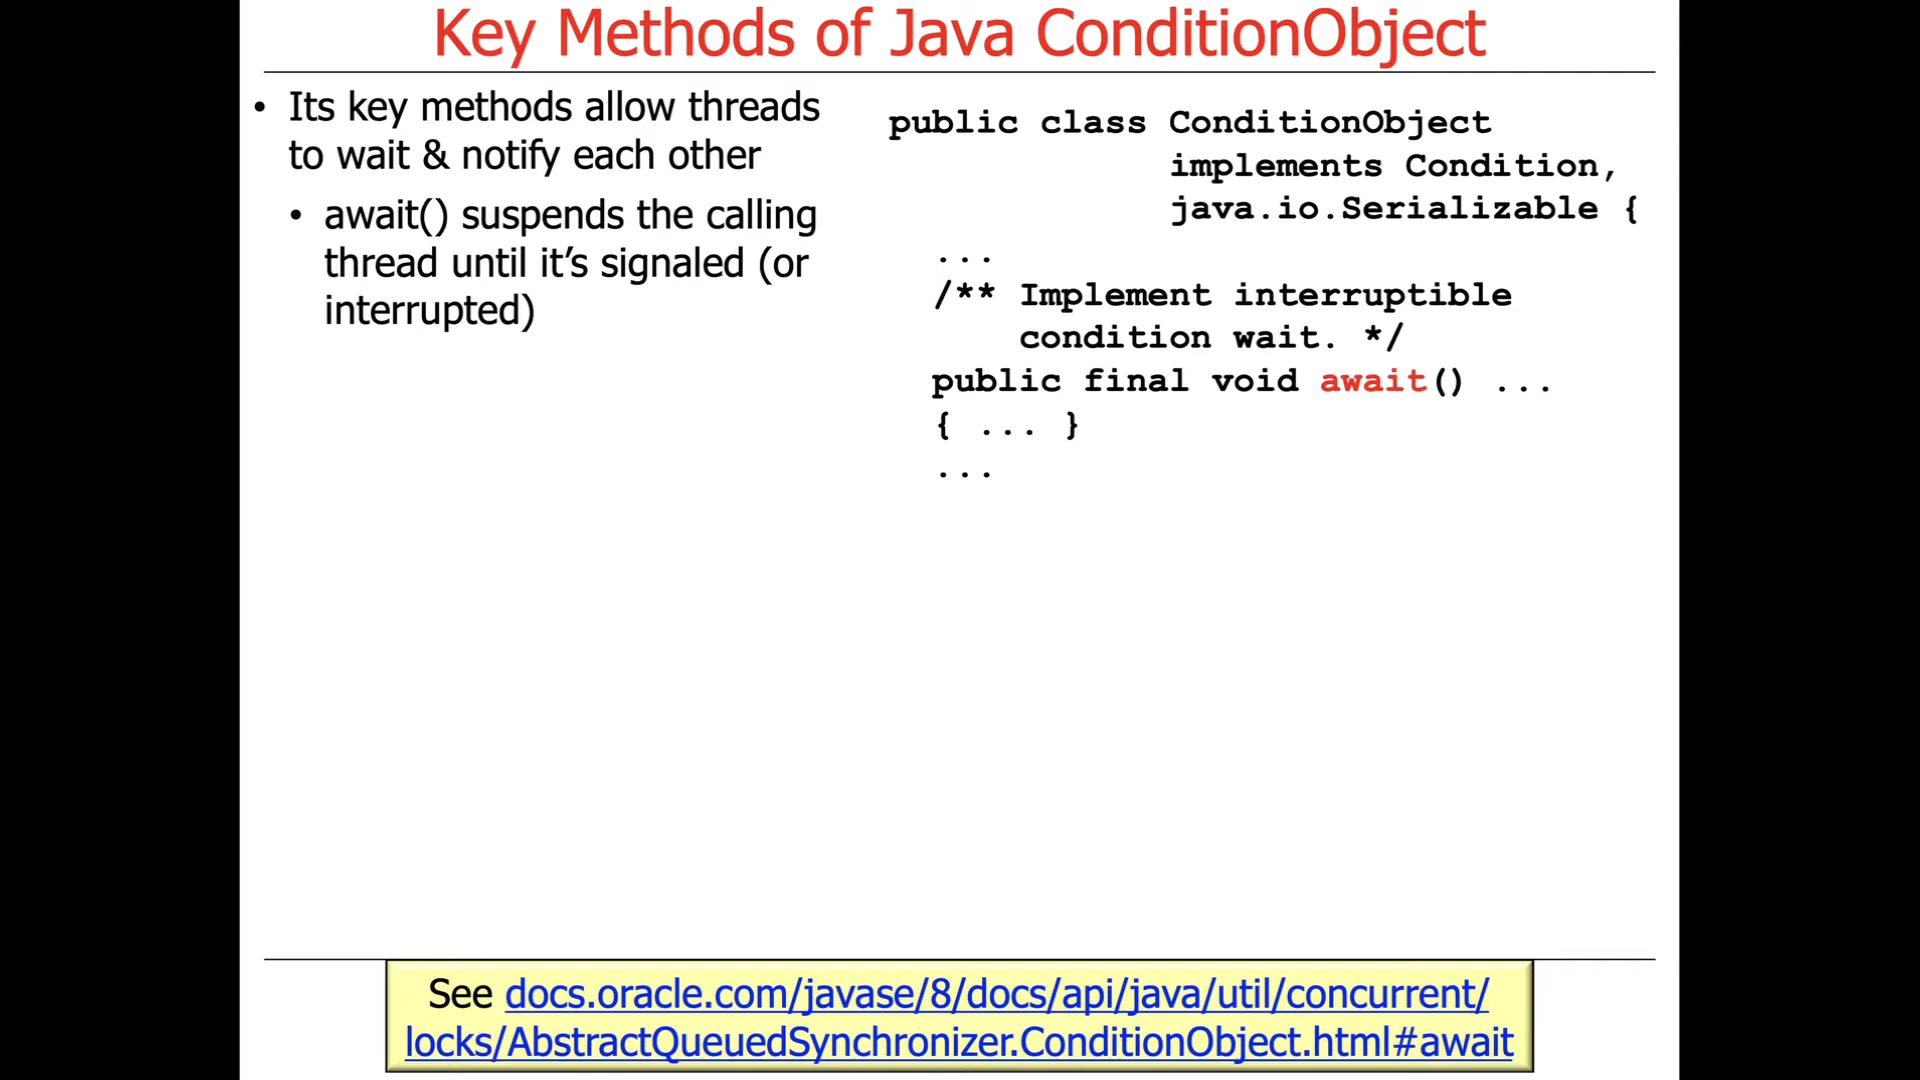 Key Methods of Java ConditionObject
• Its key methods allow threads
to wait & notify each other
• await() suspends the calling
thread until it’s signaled (or
interrupted)
public class ConditionObject
implements Condition,
java.io.Serializable {
...
/** Implement interruptible
condition wait. */
public final void await() ...
{ ... }
...
See docs.oracle.com/javase/8/docs/api/java/util/concurrent/
locks/AbstractQueuedSynchronizer.ConditionObject.html#await